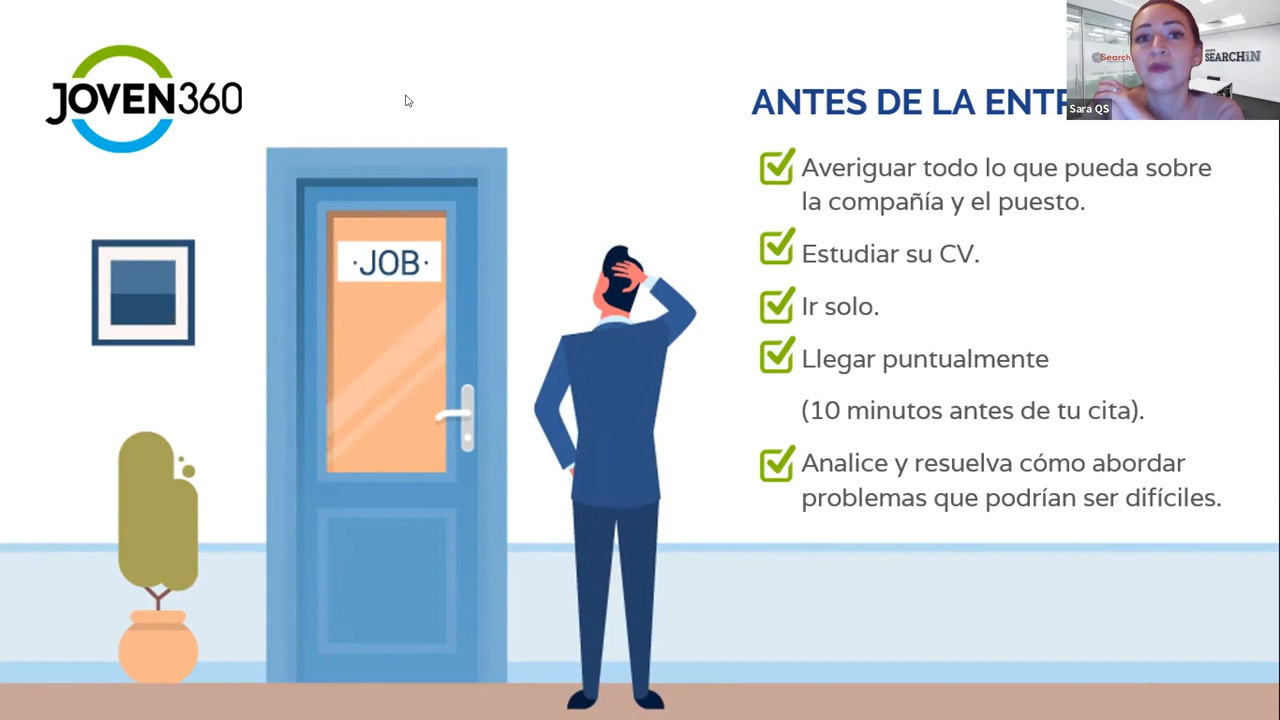 JOVEN360
ANTES DE LA
Sara QS
SEARCHIN
·JOB·
Averiguar todo lo que pueda sobre
la compañía y el puesto.
Estudiar su CV.
Ir solo.
Llegar puntualmente
(10 minutos antes de tu cita).
Analice y resuelva cómo abordar
problemas que podrían ser difíciles.